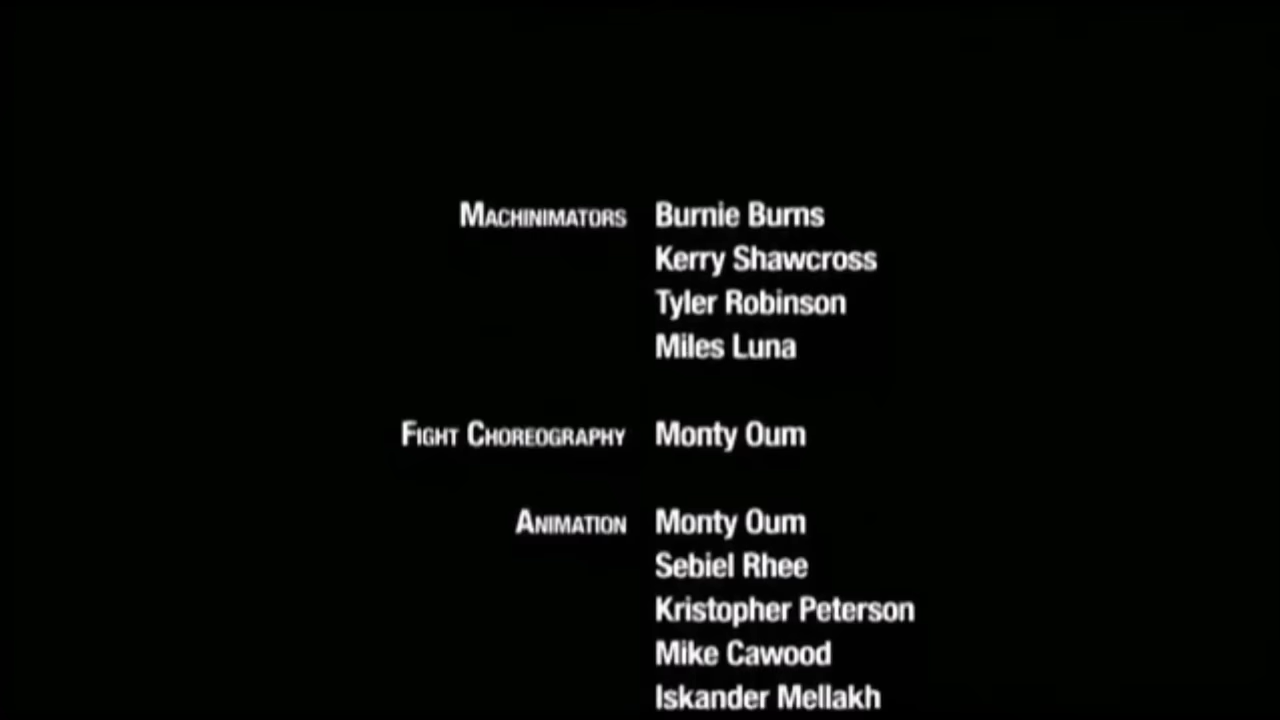 Machinimators Burnie Burns
Kerry Shawcross
Tyler Robinson
Miles Luna
Fight Choreography Monty Oum
Animation Monty Oum
Sebiel Rhee
Kristopher Peterson
Mike Cawood
Iskander Mellakh